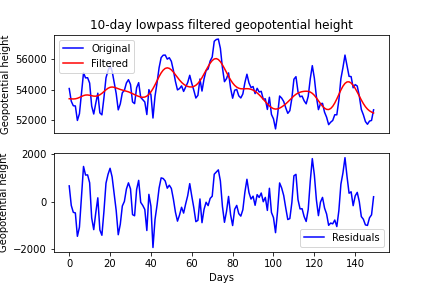 10-day lowpass filtered geopotential height
Geopotential height
56000
54000
52000
Original
Filtered
Geopotential height
2000
0
−2000
Residuals
0 20 40 60 80 100 120 140
Days